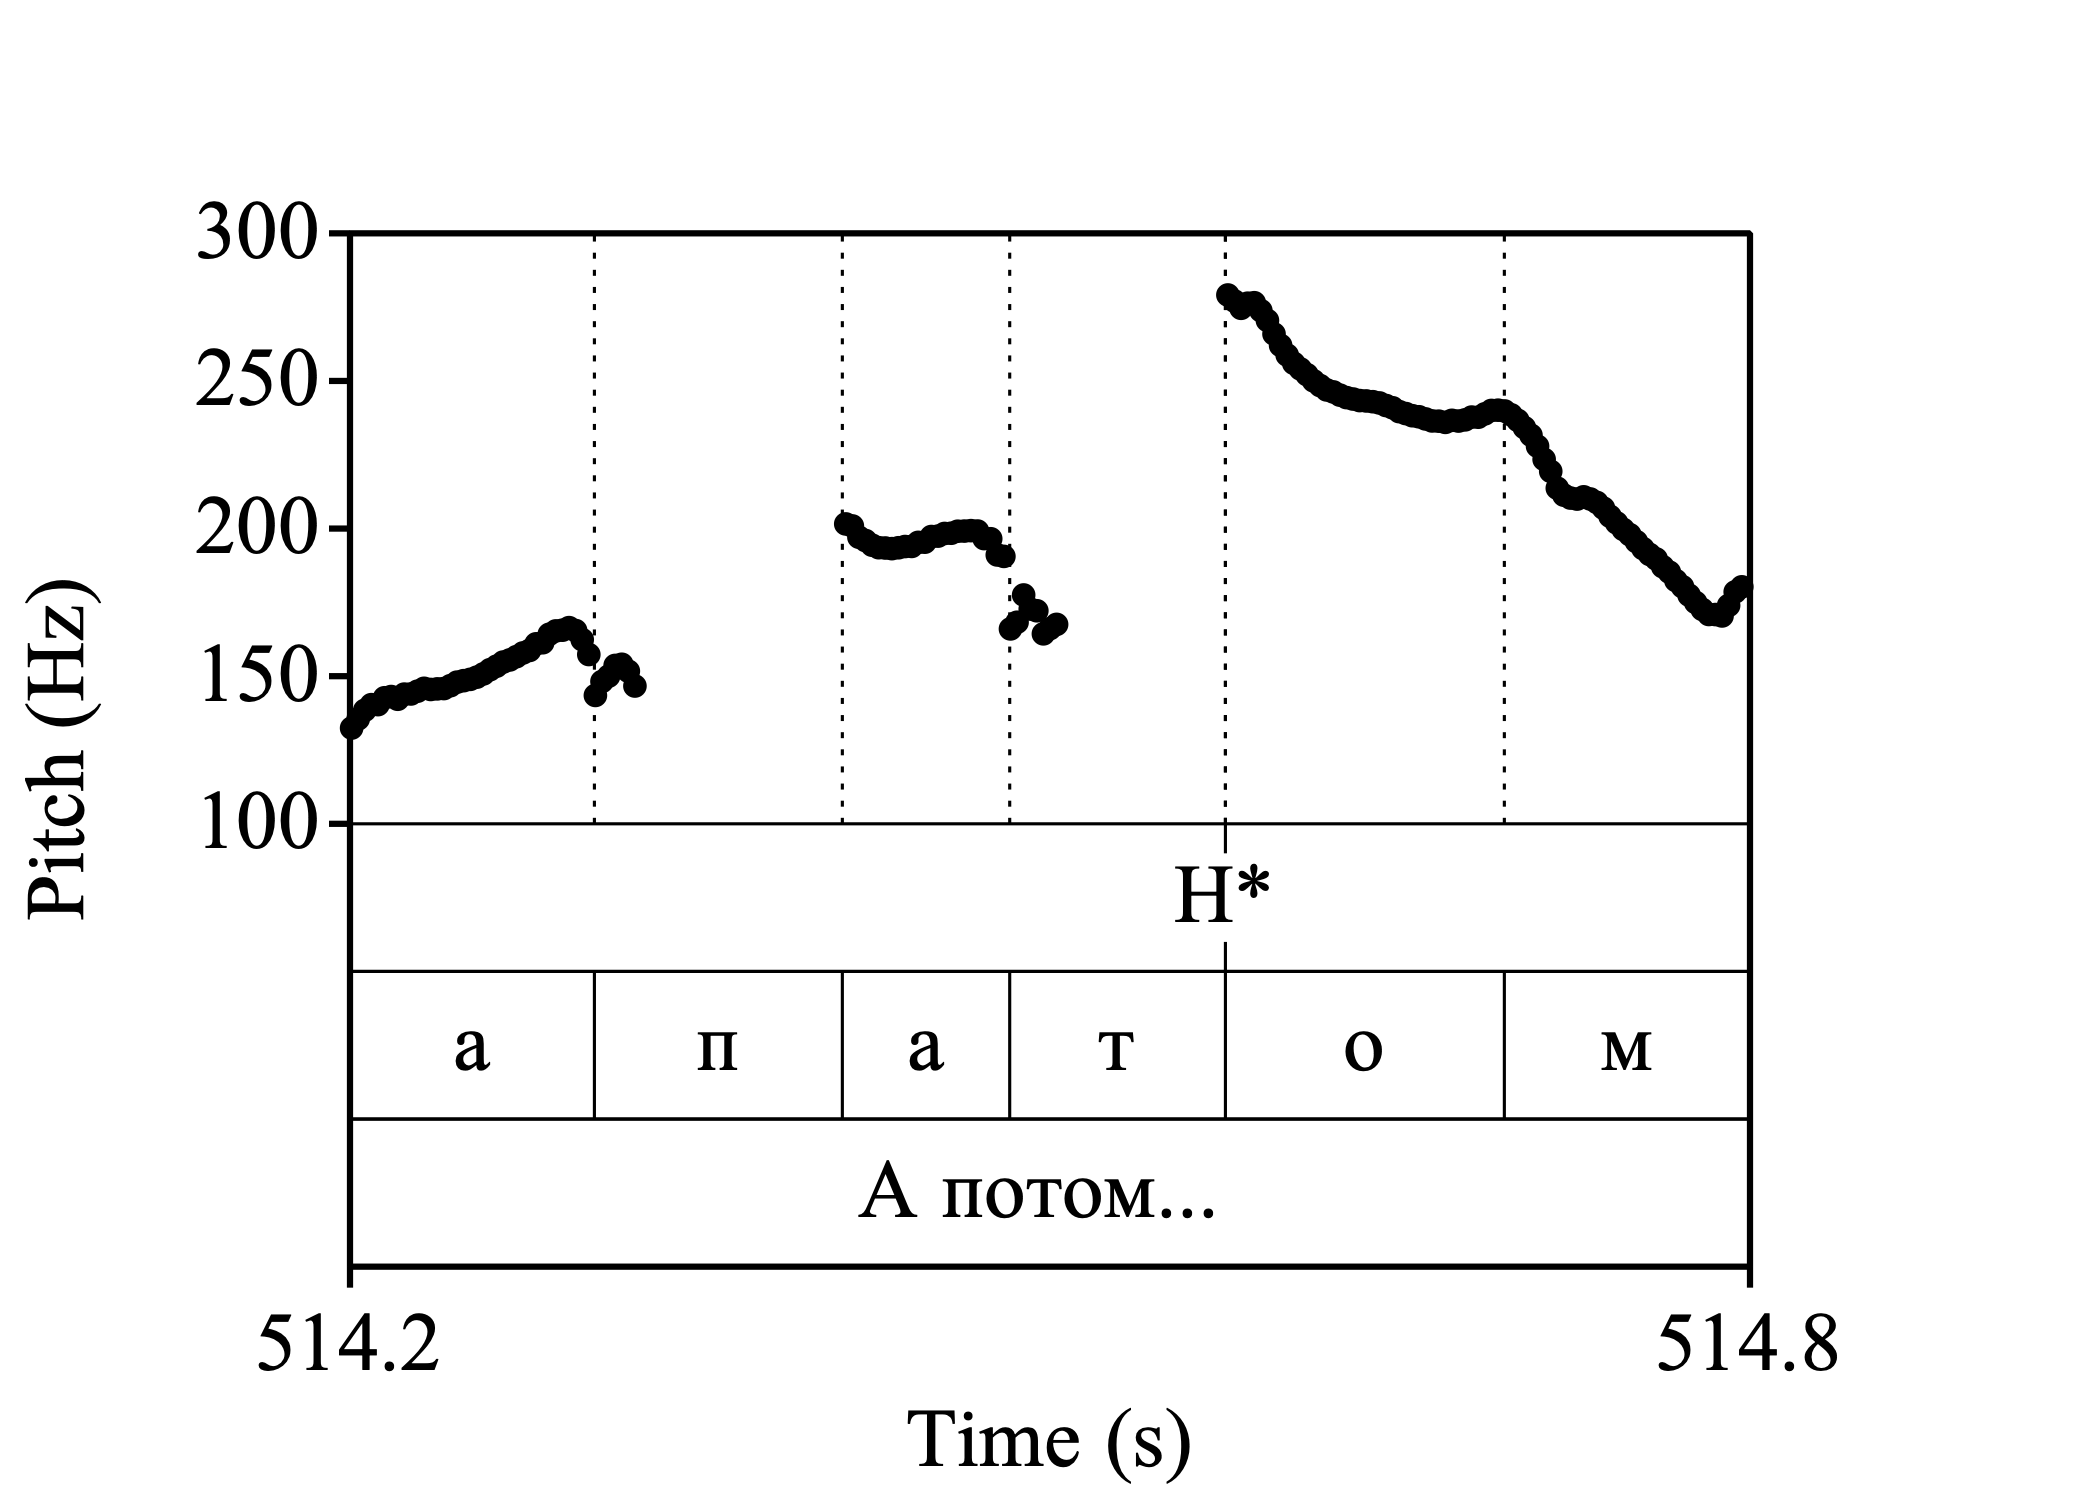 300
250
200
150
100
Pitch (Hz)
H*
а п а т о м
А потом...
514.2 514.8
Time (s)